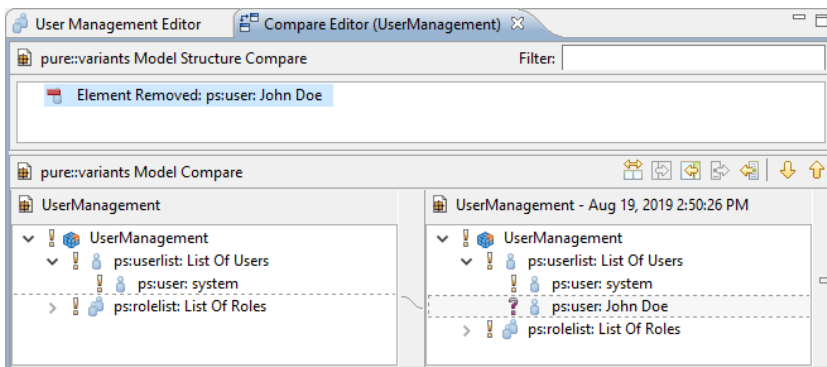 User Management Editor
Compare Editor (UserManagement)
pure::variants Model Structure Compare
Filter:
Element Removed: ps:user: John Doe
pure::variants Model Compare
UserManagement
UserManagement
ps:userlist: List Of Users
ps:user: system
ps:rolelist: List Of Roles
UserManagement - Aug 19, 2019 2:50:26 PM
UserManagement
ps:userlist: List Of Users
ps:user: system
ps:user: John Doe
ps:rolelist: List Of Roles